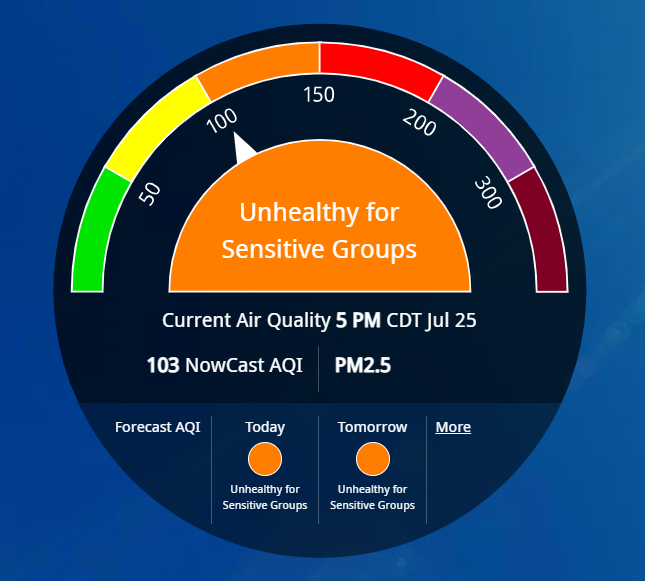 50
100
150
200
300
Unhealthy for
Sensitive Groups
Current Air Quality 5 PM CDT Jul 25
103 NowCast AQI PM2.5
Forecast AQI Today Tomorrow More
Unhealthy for Unhealthy for
Sensitive Groups Sensitive Groups